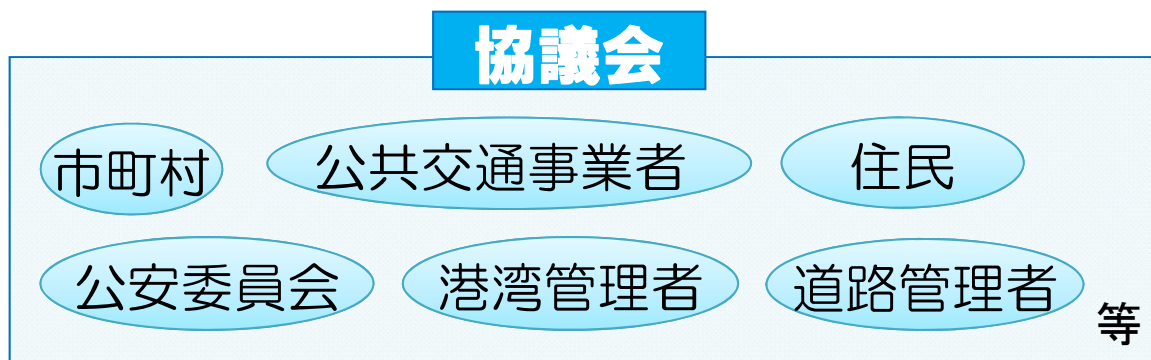 協議会
市町村
公共交通事業者
住民
公安委員会
港湾管理者
道路管理者
等